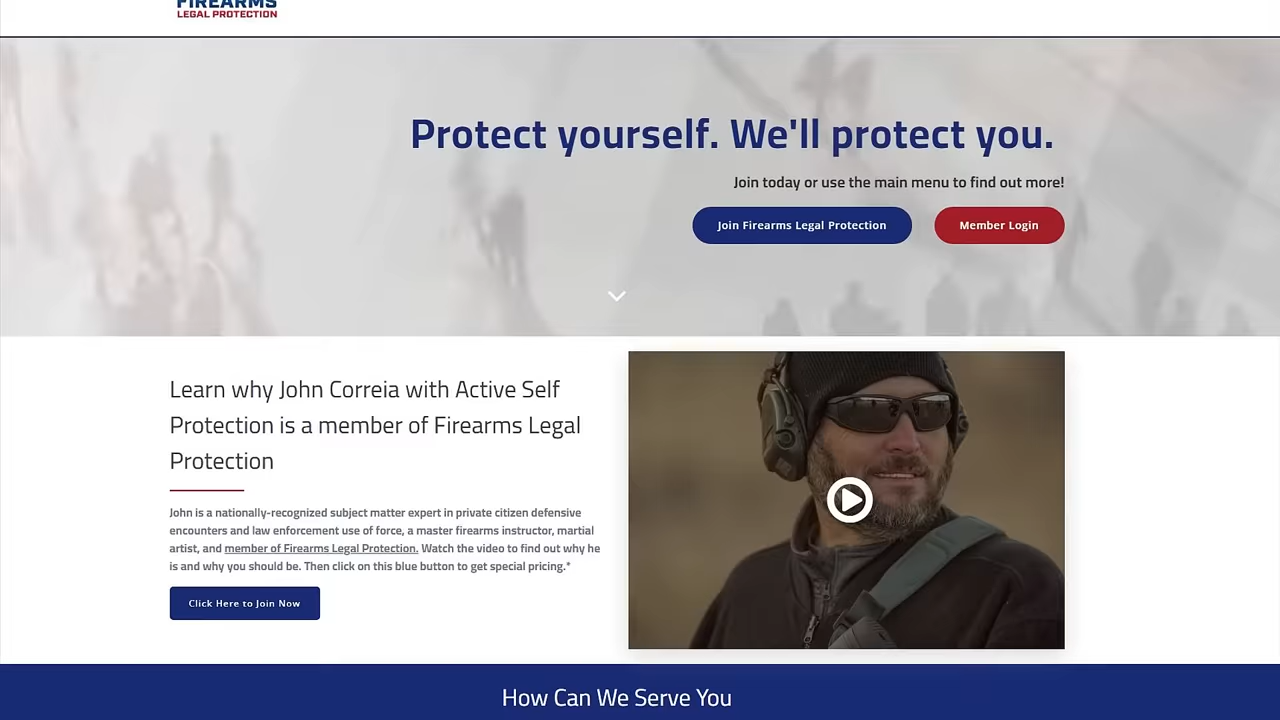 FIREARMS
LEGAL PROTECTION
Protect yourself. We'll protect you.
Join today or use the main menu to find out more!
Join Firearms Legal Protection
Member Login
Learn why John Correia with Active Self
Protection is a member of Firearms Legal
Protection
John is a nationally-recognized subject matter expert in private citizen defensive
encounters and law enforcement use of force, a master firearms instructor, martial
artist, and member of Firearms Legal Protection. Watch the video to find out why he
is and why you should be. Then click on this blue button to get special pricing.*
Click Here to Join Now
How Can We Serve You